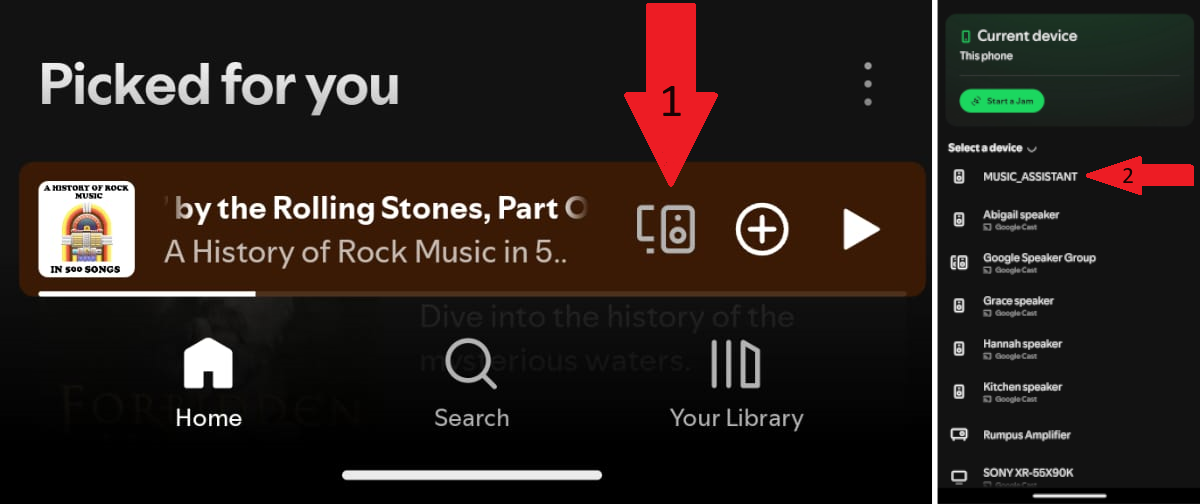 Picked for you
1
A HISTORY OF ROCK
MUSIC
IN 500 SONGS
' by the Rolling Stones, Part O
A History of Rock Music in 5..
Dive into the history of the
mysterious waters.
FORBIDDEN
Home
Search
Your Library
Current device
This phone
Start a Jam
Select a device
MUSIC_ASSISTANT
2
Abigail speaker
Google Cast
Google Speaker Group
Google Cast
Grace speaker
Google Cast
Hannah speaker
Google Cast
Kitchen speaker
Google Cast
Rumpus Amplifier
SONY XR-55X90K
Google Cast